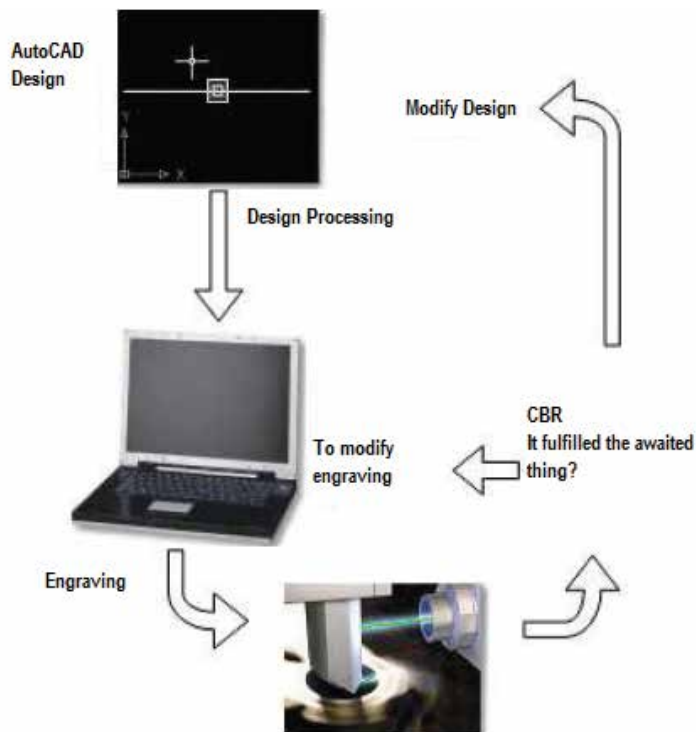 AutoCAD
Design
Y
X
Modify Design
Design Processing
To modify
engraving
CBR
It fulfilled the awaited
thing?
Engraving